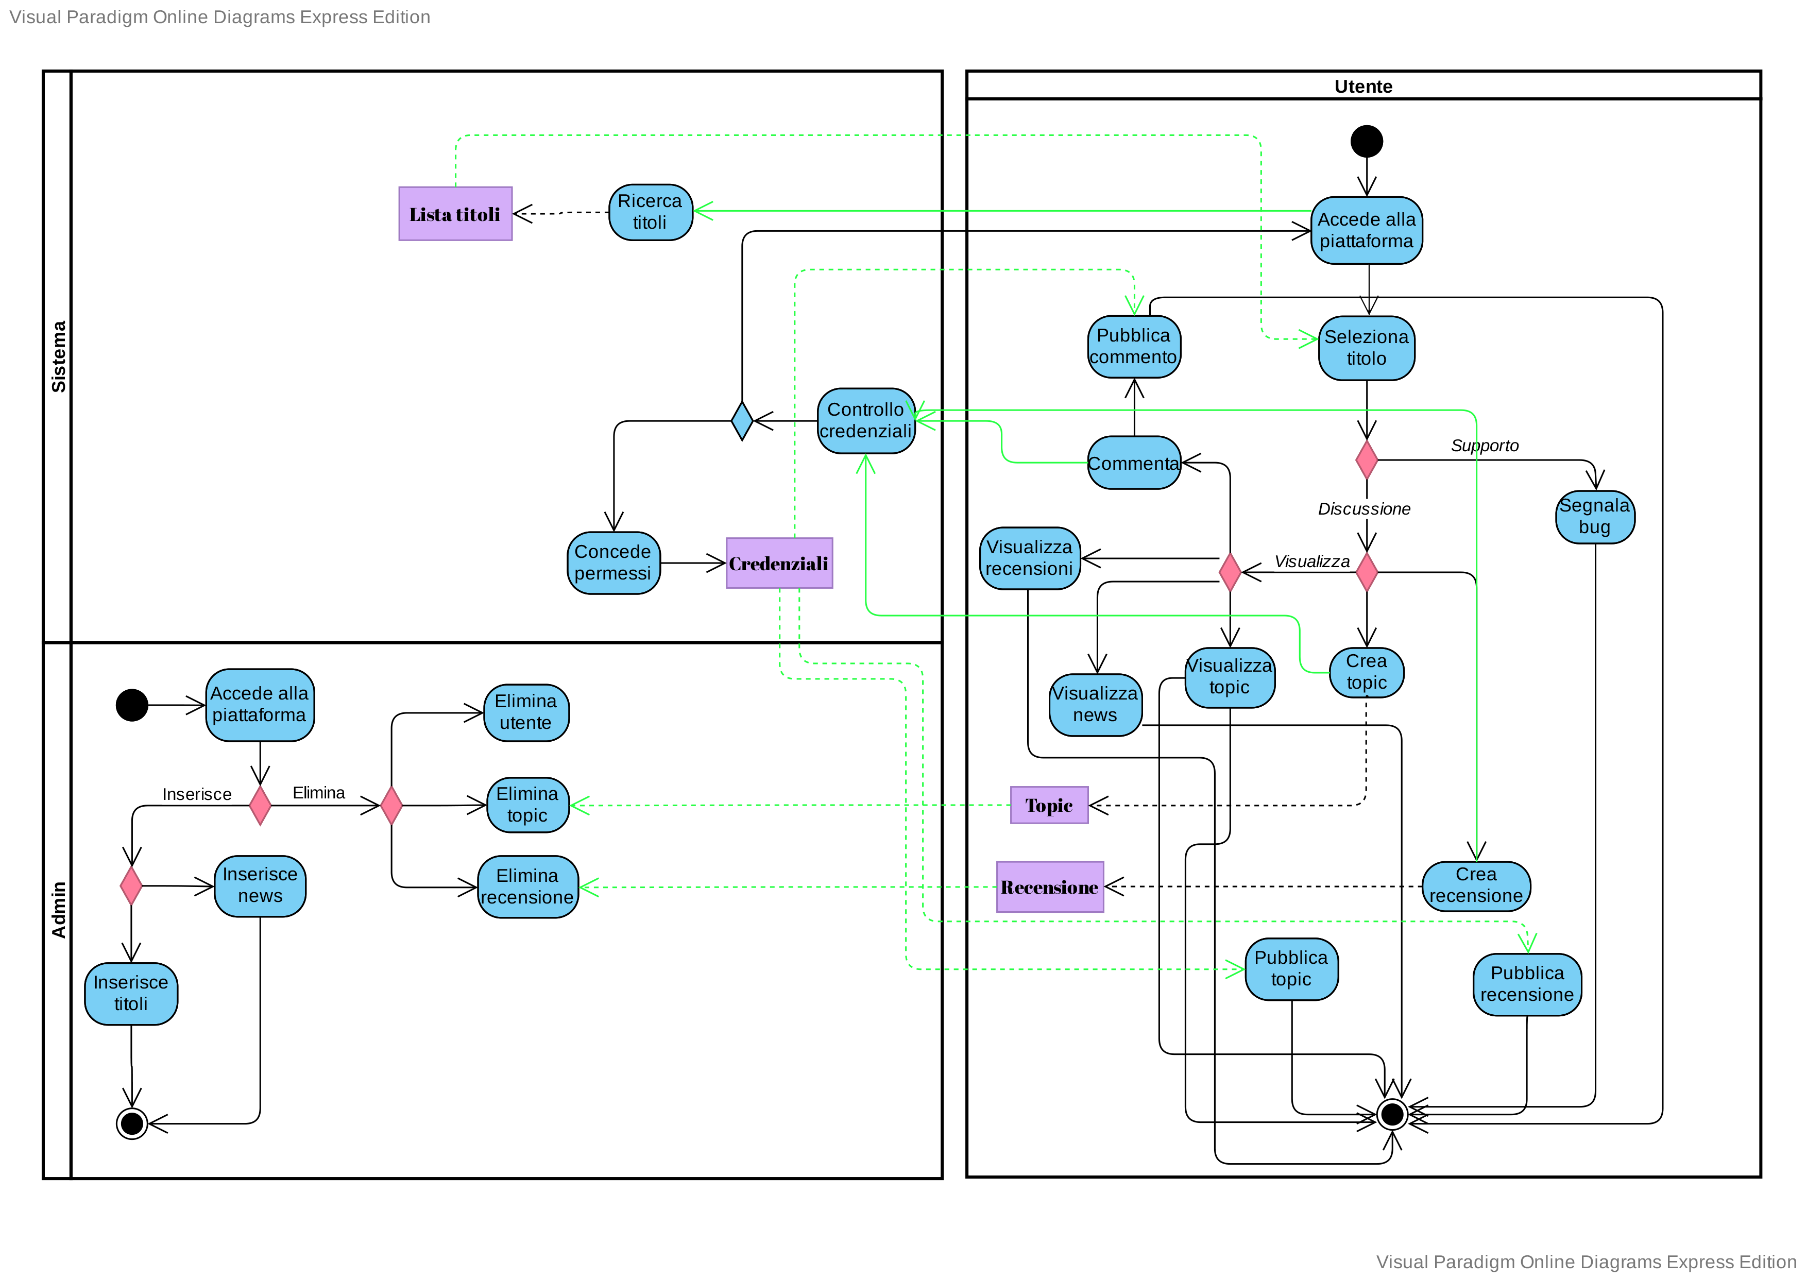 Visual Paradigm Online Diagrams Express Edition
Utente
Sistema
Lista titoli
Ricerca
titoli
Accede alla
piattaforma
Pubblica
commento
Seleziona
titolo
Controllo
credenziali
Commenta
Supporto
Segnala
bug
Discussione
Concede
permessi
Credenziali
Visualizza
recensioni
Visualizza
Visualizza
news
Visualizza
topic
Crea
topic
Admin
Accede alla
piattaforma
Elimina
utente
Inserisce
Elimina
Elimina
topic
Topic
Inserisce
news
Elimina
recensione
Recensione
Crea
recensione
Inserisce
titoli
Pubblica
topic
Pubblica
recensione
Visual Paradigm Online Diagrams Express Edition